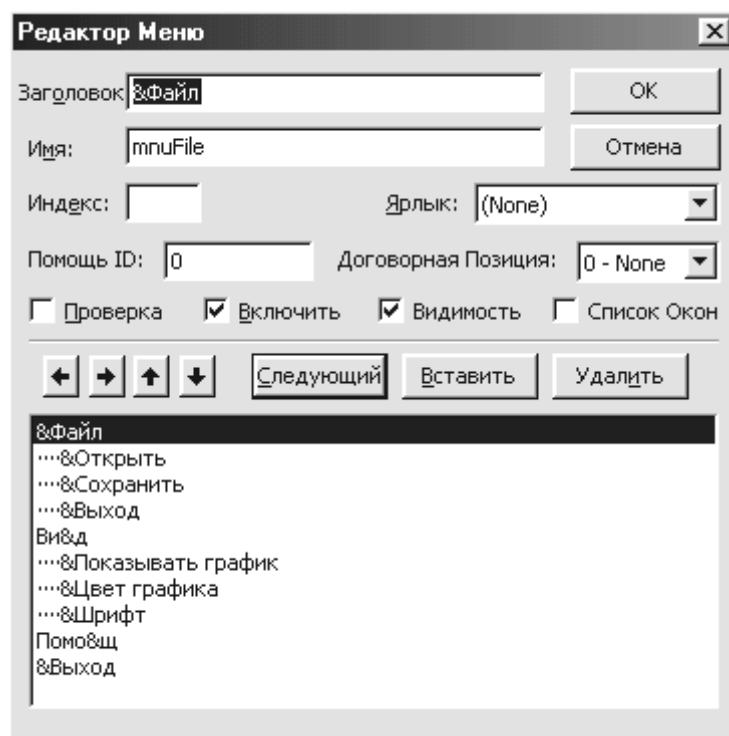 Редактор Меню
Заголовок &Файл OK
Имя: mnuFile Отмена
Индекс: Ярлык: (None)
Помощь ID: 0 Договорная Позиция: 0 - None
Проверка Включить Видимость Список Окон
Следующий Вставить Удалить
&Файл
····&Открыть
····&Сохранить
····&Выход
Ви&д
····&Показывать график
····&Цвет графика
····&Шрифт
Помо&щ
&Выход